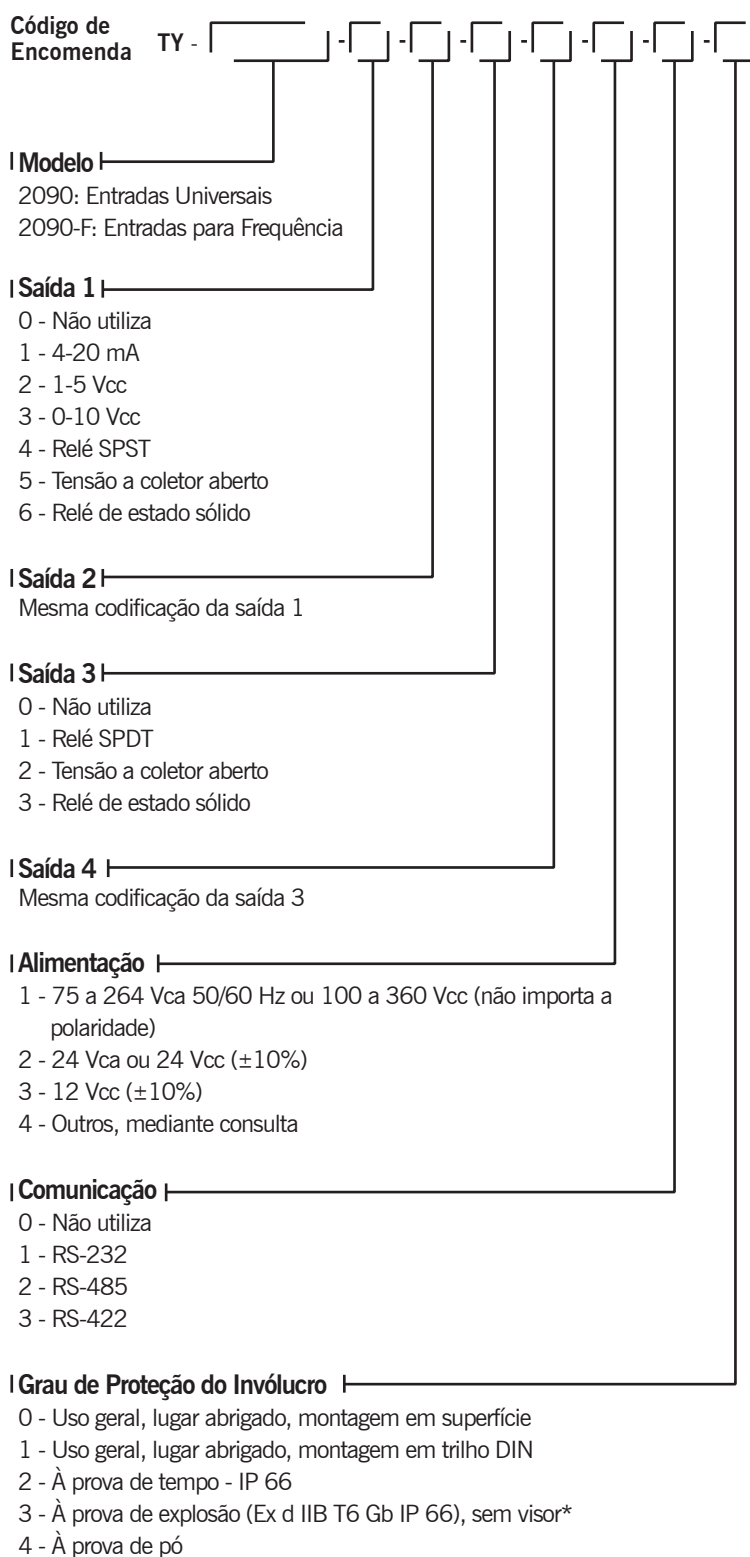 Código de
Encomenda
TY - - - - - - - -
Modelo
2090: Entradas Universais
2090-F: Entradas para Frequência
Saída 1
0 - Não utiliza
1 - 4-20 mA
2 - 1-5 Vcc
3 - 0-10 Vcc
4 - Relé SPST
5 - Tensão a coletor aberto
6 - Relé de estado sólido
Saída 2
Mesma codificação da saída 1
Saída 3
0 - Não utiliza
1 - Relé SPDT
2 - Tensão a coletor aberto
3 - Relé de estado sólido
Saída 4
Mesma codificação da saída 3
Alimentação
1 - 75 a 264 Vca 50/60 Hz ou 100 a 360 Vcc (não importa a
polaridade)
2 - 24 Vca ou 24 Vcc (±10%)
3 - 12 Vcc (±10%)
4 - Outros, mediante consulta
Comunicação
0 - Não utiliza
1 - RS-232
2 - RS-485
3 - RS-422
Grau de Proteção do Invólucro
0 - Uso geral, lugar abrigado, montagem em superfície
1 - Uso geral, lugar abrigado, montagem em trilho DIN
2 - À prova de tempo - IP 66
3 - À prova de explosão (Ex d IIB T6 Gb IP 66), sem visor*
4 - À prova de pó